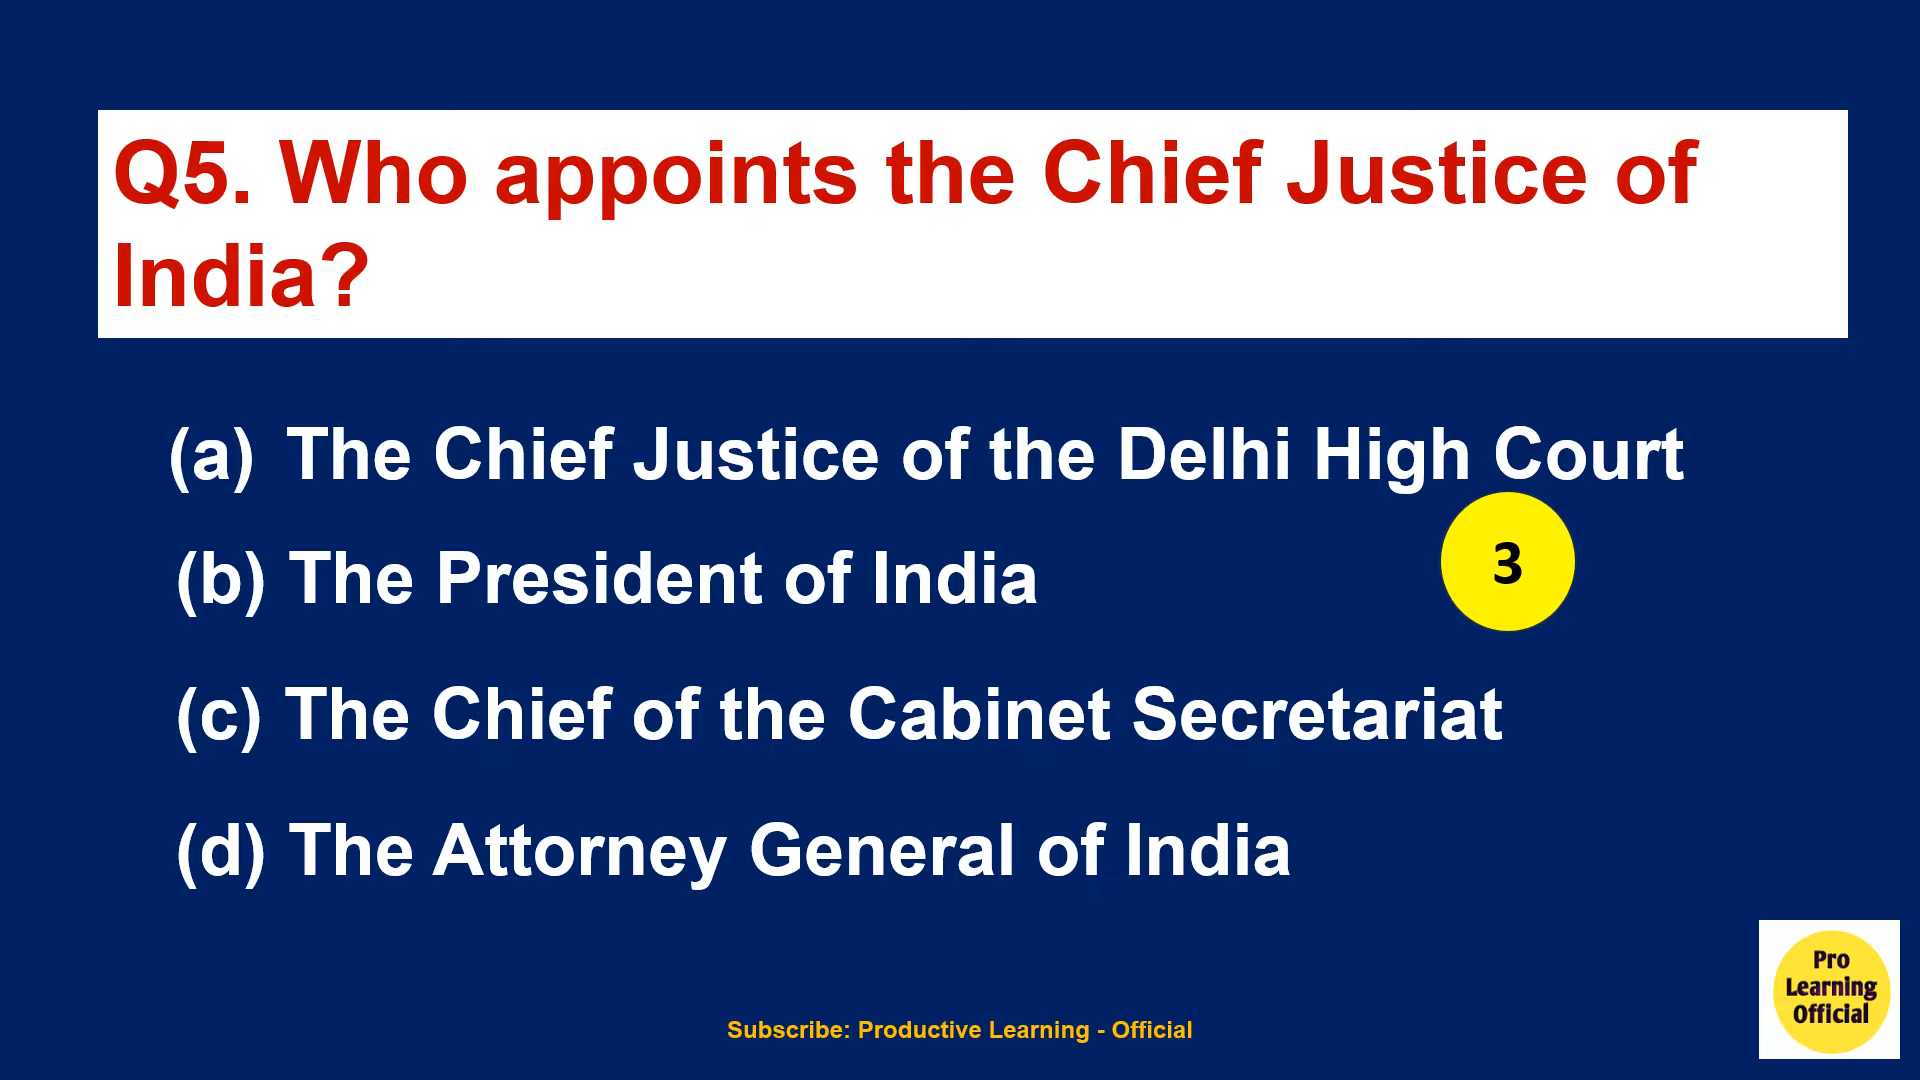 Q5. Who appoints the Chief Justice of
India?
(a) The Chief Justice of the Delhi High Court
(b) The President of India
3
(c) The Chief of the Cabinet Secretariat
(d) The Attorney General of India
Pro
Learning
Official
Subscribe: Productive Learning - Official